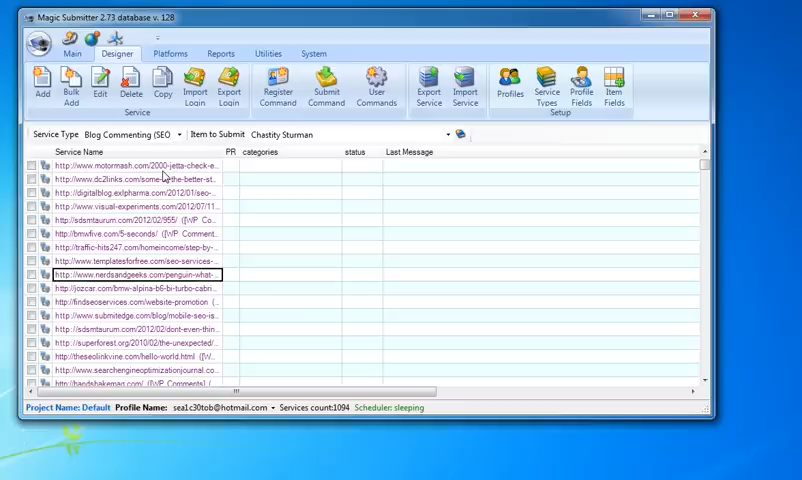 Magic Submitter 2.73 database v. 128
Main Designer Platforms Reports Utilities System
Add Bulk Add Edit Delete Copy Import Login Export Login Register Command Submit Command User Commands Export Service Import Service Profiles Service Types Profile Fields Item Fields
Service Setup
Service Type Blog Commenting (SEO Item to Submit Chastity Sturman
Service Name PR categories status Last Message
http://www.motormash.com/2000-jetta-check-e...
http://www.dc2links.com/some- the-better-st...
http://digitalblog.exlpharma.com/2012/01/seo-...
http://www.visual-experiments.com/2012/07/11...
http://sdsmtaurum.com/2012/02/955/ ([WP_Co...
http://bmwfive.com/5-seconds/ ([WP_Comment...
http://traffic-hits247.com/homeincome/step-by-...
http://www.templatesforfree.com/seo-services-...
http://www.nerdsandgeeks.com/penguin-what-...
http://jozcar.com/bmw-alpina-b6-bi-turbo-cabri...
http://findseoservices.com/website-promotion (...
http://www.submitedge.com/blog/mobile-seo-is...
http://sdsmtaurum.com/2012/02/dont-even-thin...
http://superforest.org/2010/02/the-unexpected/...
http://theseolinkvine.com/hello-world.html ([W...
http://www.searchengineoptimizationjournal.co...
http://handshakemag.com/ ([WP_Comments] (...
Project Name: Default Profile Name: sea1c30tob@hotmail.com Services count:1094 Scheduler: sleeping